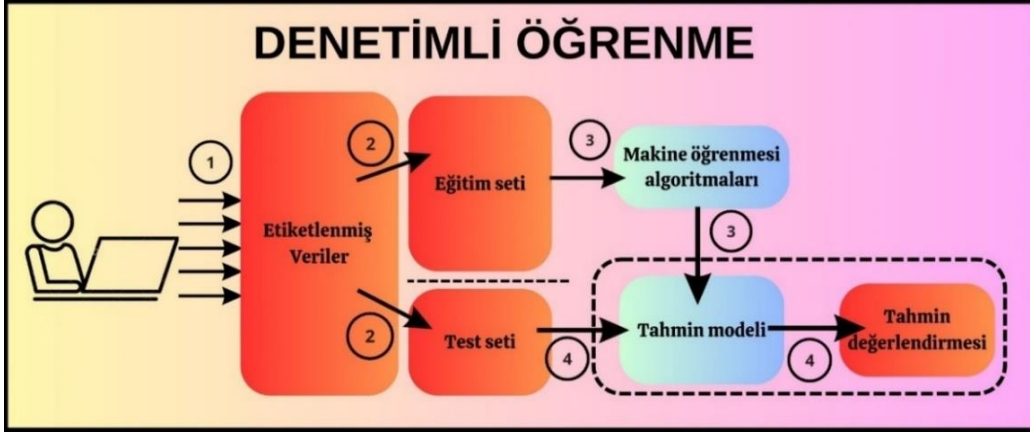 DENETİMLİ ÖĞRENME
1
2
3
Eğitim seti
Makine öğrenmesi
algoritmaları
Etiketlenmiş
Veriler
3
2
Test seti
4
Tahmin modeli
4
Tahmin
değerlendirmesi